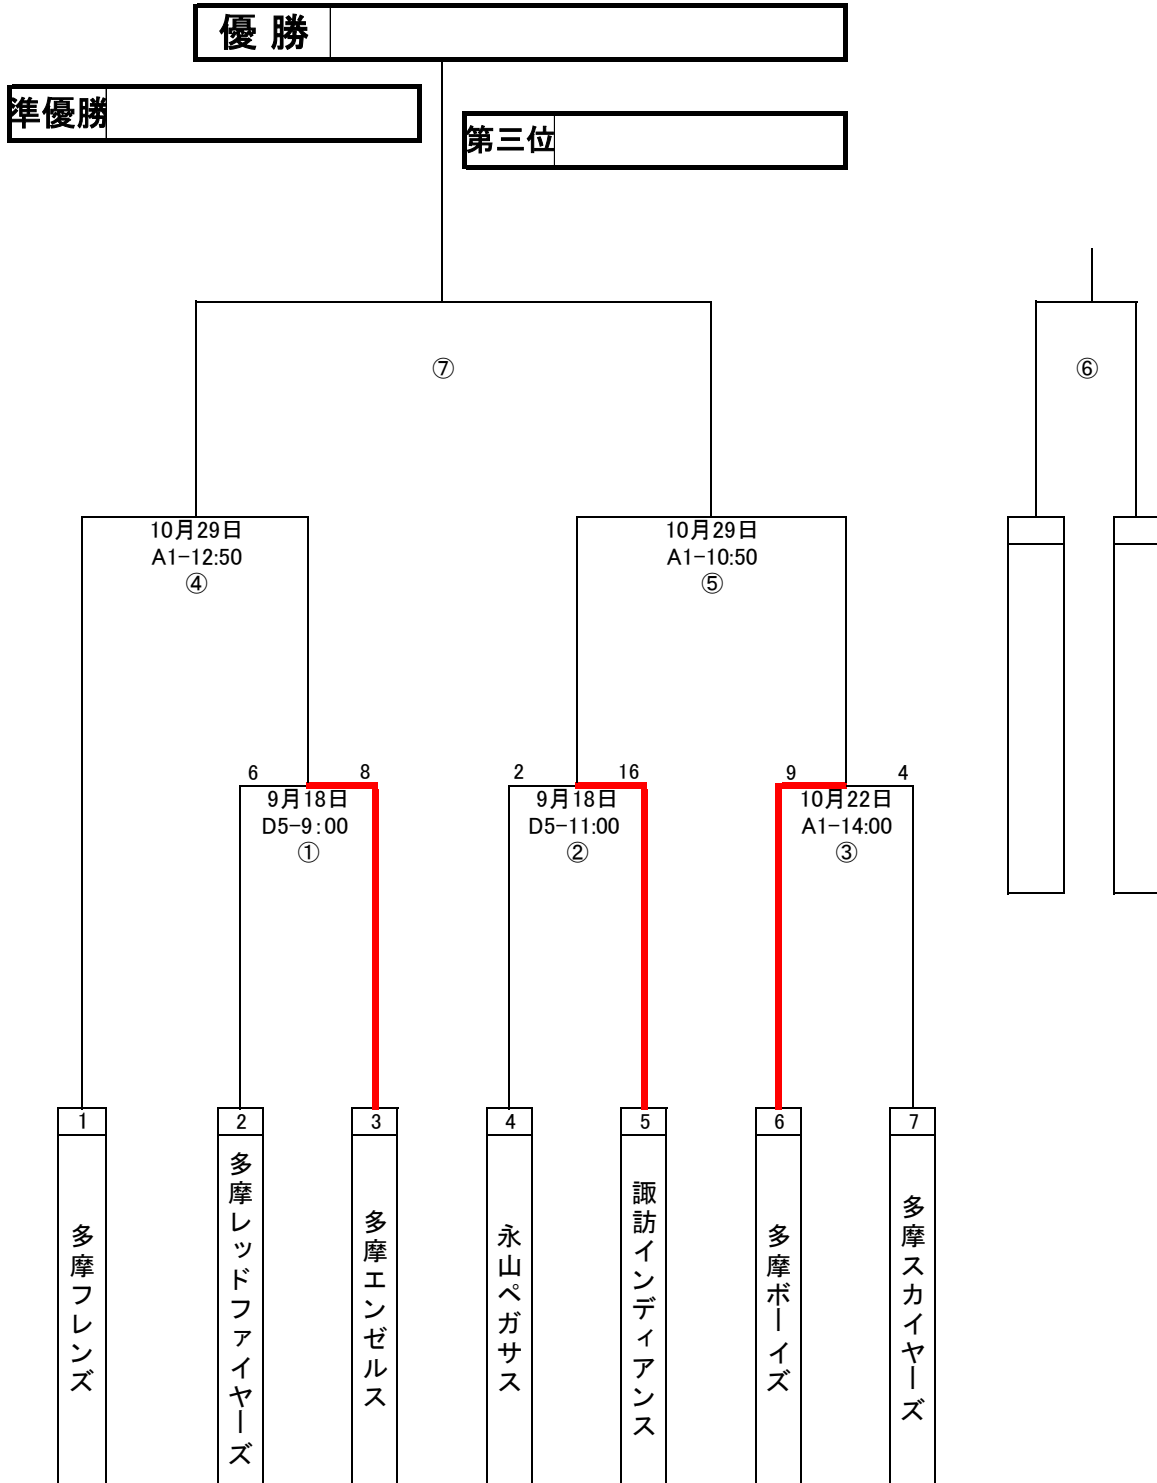 優 勝
準優勝
第三位
⑦
⑥
10月29日
A1-12:50
④
10月29日
A1-10:50
⑤
6
8
9月18日
D5-9:00
①
2
16
9月18日
D5-11:00
②
9
4
10月22日
A1-14:00
③
1
2
3
4
5
6
7
多摩フレンズ
多摩レッドファイヤーズ
多摩エンゼルス
永山ペガサス
諏訪インディアンス
多摩ボーイズ
多摩スカイヤーズ